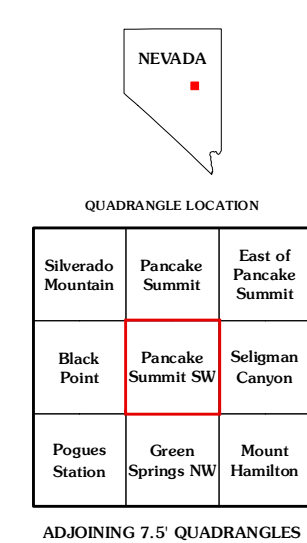 NEVADA
QUADRANGLE LOCATION
Silverado
Mountain
Pancake
Summit
East of
Pancake
Summit
Black
Point
Pancake
Summit SW
Seligman
Canyon
Pogues
Station
Green
Springs NW
Mount
Hamilton
ADJOINING 7.5' QUADRANGLES